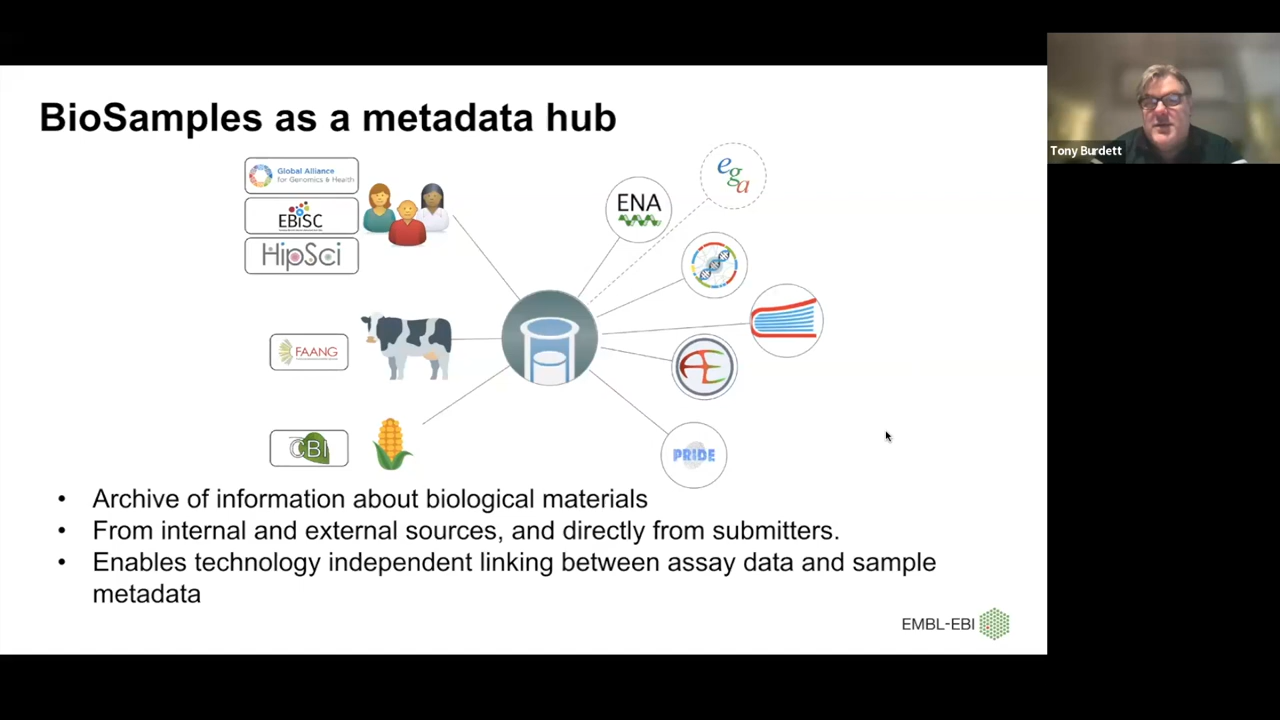 BioSamples as a metadata hub
Tony Burdett
Global Alliance
for Genomics & Health
EBiSC
HipSci
FAANG
CBI
ENA
ega
AE
PRIDE
• Archive of information about biological materials
• From internal and external sources, and directly from submitters.
• Enables technology independent linking between assay data and sample
metadata
EMBL-EBI